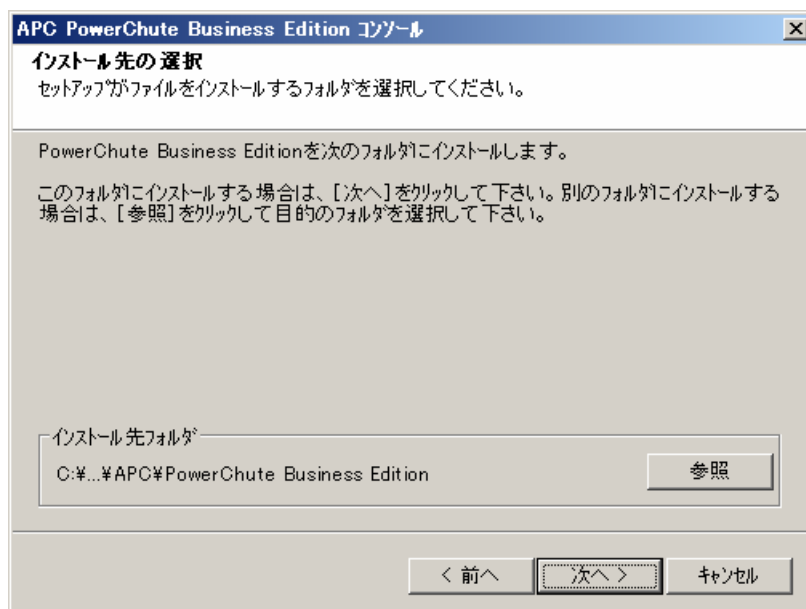 APC PowerChute Business Edition コンソール
インストール先の選択
セットアップがファイルをインストールするフォルダを選択してください。
PowerChute Business Editionを次のフォルダにインストールします。
このフォルダにインストールする場合は、[次へ]をクリックして下さい。別のフォルダにインストールする
場合は、[参照]をクリックして目的のフォルダを選択して下さい。
インストール先フォルダ
C:¥...¥APC¥PowerChute Business Edition
参照
< 前へ
次へ >
キャンセル